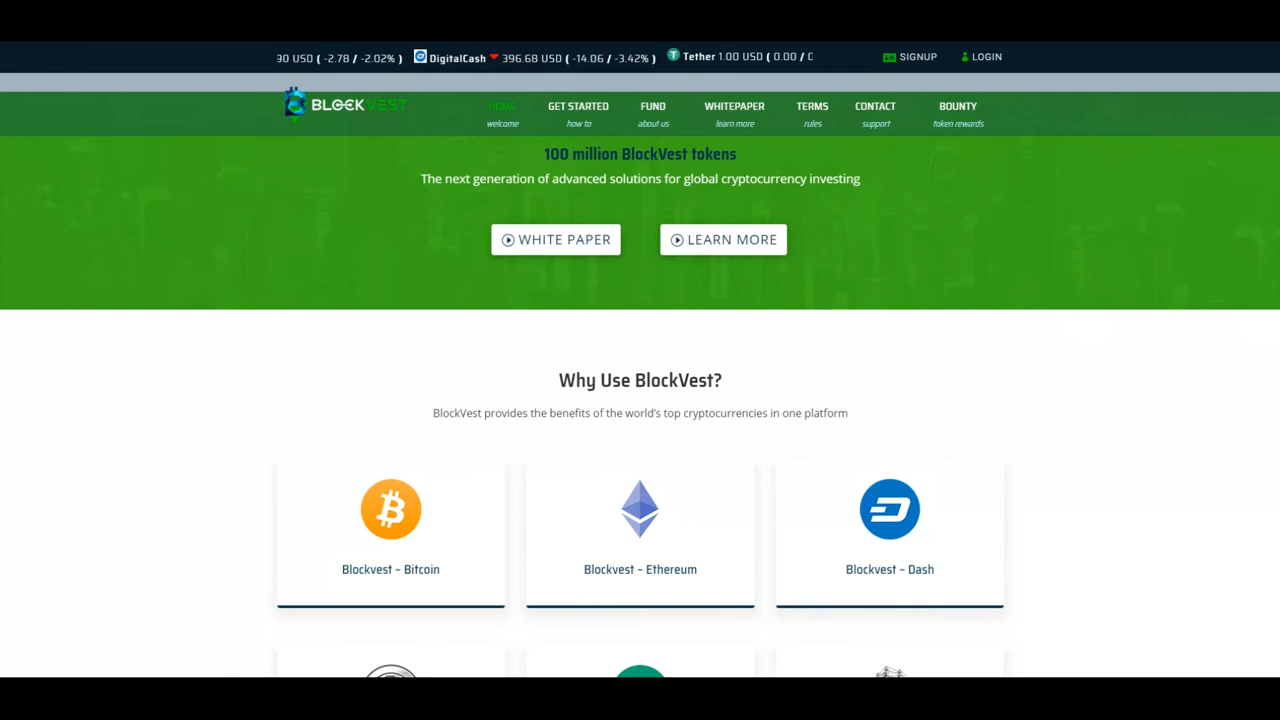 90 USD ( -2.78 / -2.02% ) DigitalCash 396.68 USD ( -14.06 / -3.42% ) Tether 1.00 USD ( 0.00 / 0 SIGNUP LOGIN
BLOCKVEST HOME GET STARTED FUND WHITEPAPER TERMS CONTACT BOUNTY
welcome how to about us learn more rules support token rewards
100 million BlockVest tokens
The next generation of advanced solutions for global cryptocurrency investing
WHITE PAPER LEARN MORE
Why Use BlockVest?
BlockVest provides the benefits of the world's top cryptocurrencies in one platform
Blockvest – Bitcoin Blockvest – Ethereum Blockvest – Dash